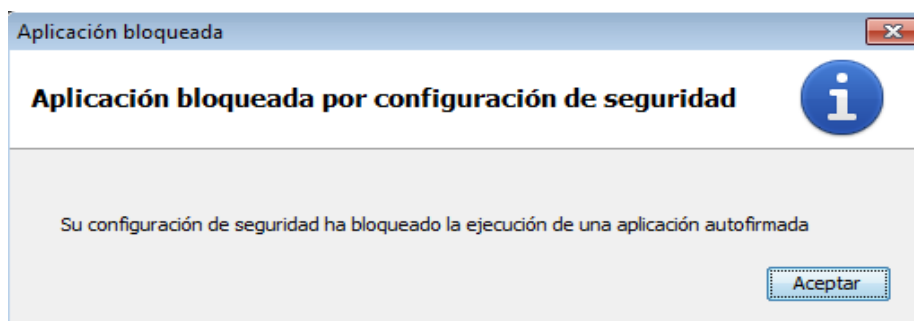 Aplicación bloqueada
Aplicación bloqueada por configuración de seguridad
Su configuración de seguridad ha bloqueado la ejecución de una aplicación autofirmada
Aceptar